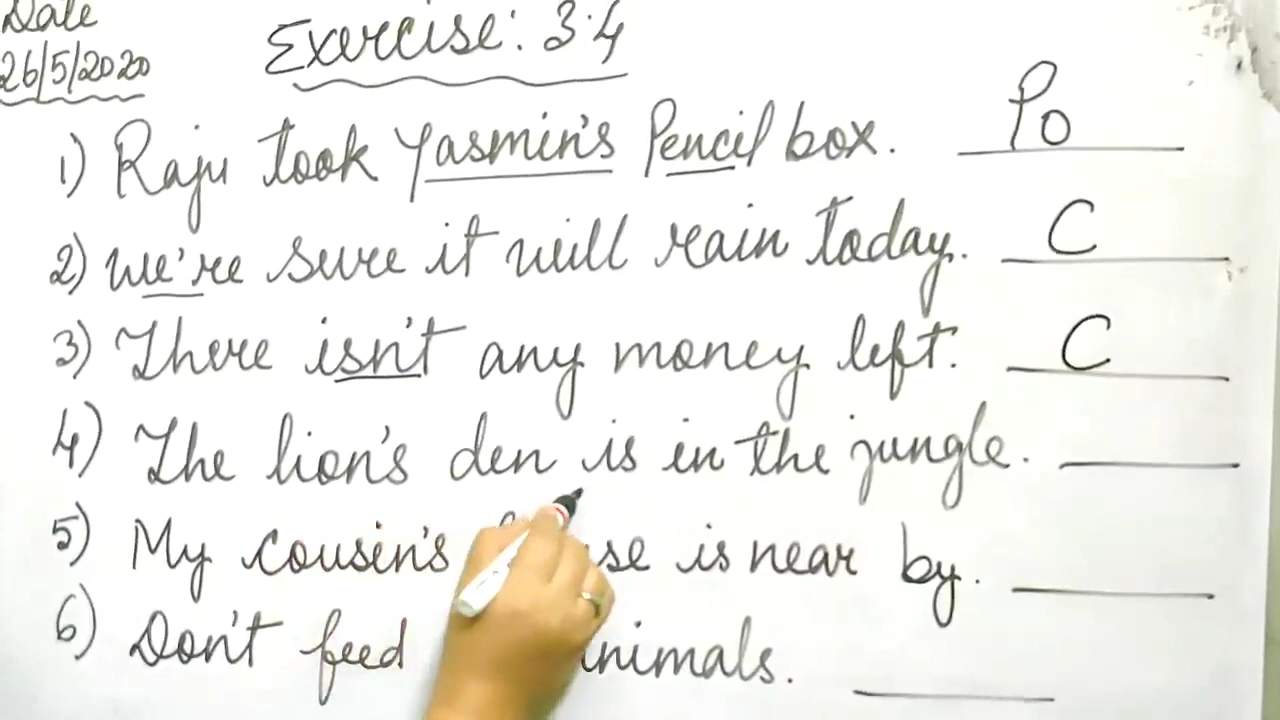 Date
26/5/2020
Exercise: 3.4
1) Raju took Yasmin's Pencil box. Po
2) We're sure it will rain today. C
3) There isn't any money left. C
4) The lion's den is in the jungle.
5) My cousin's is near by.
6) Don't feed animals.